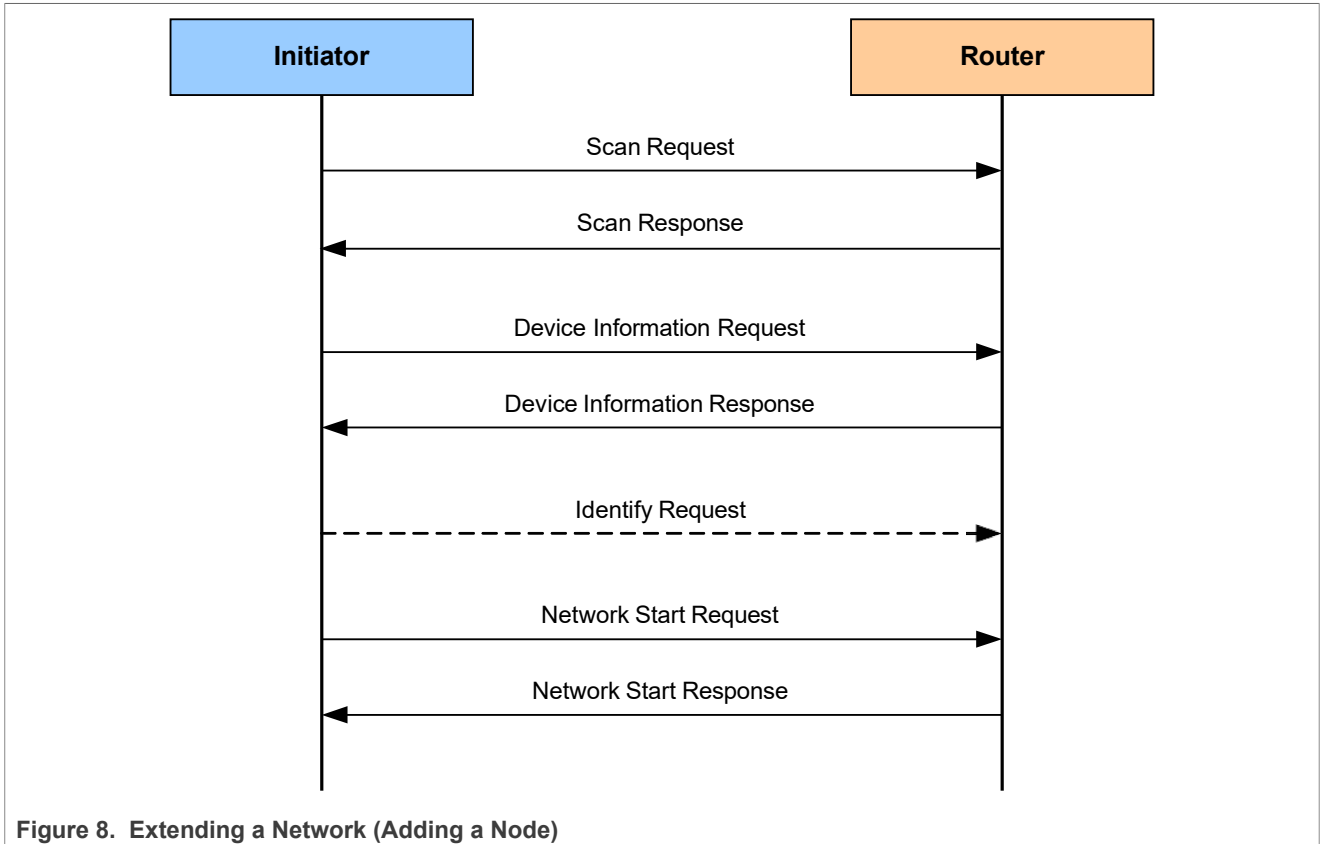 Initiator
Router
Scan Request
Scan Response
Device Information Request
Device Information Response
Identify Request
Network Start Request
Network Start Response
Figure 8. Extending a Network (Adding a Node)